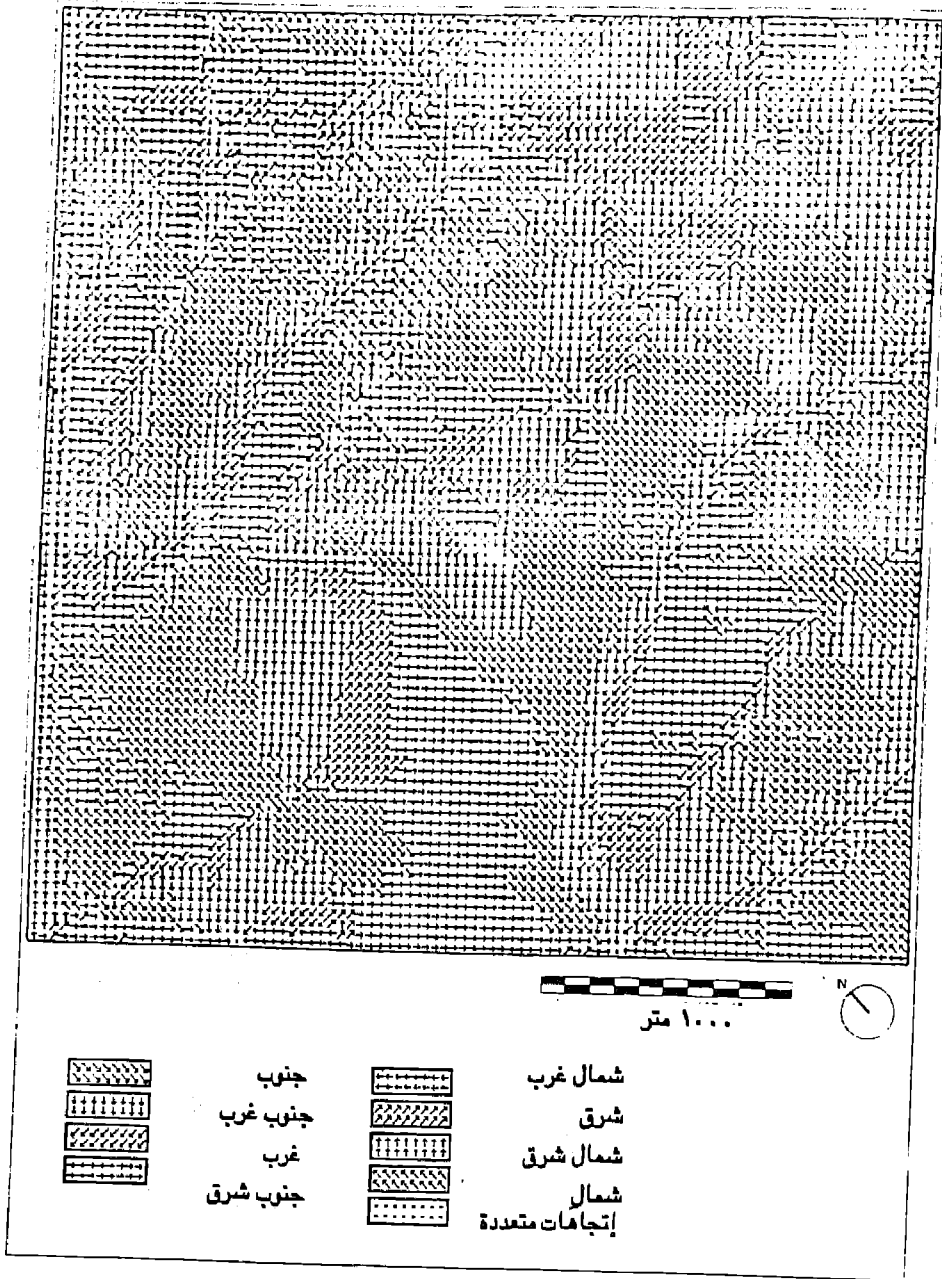 N
١٠٠٠ متر
شمال غرب
شرق
شمال شرق
شمال
إتجاهات متعددة
جنوب
جنوب غرب
غرب
جنوب شرق